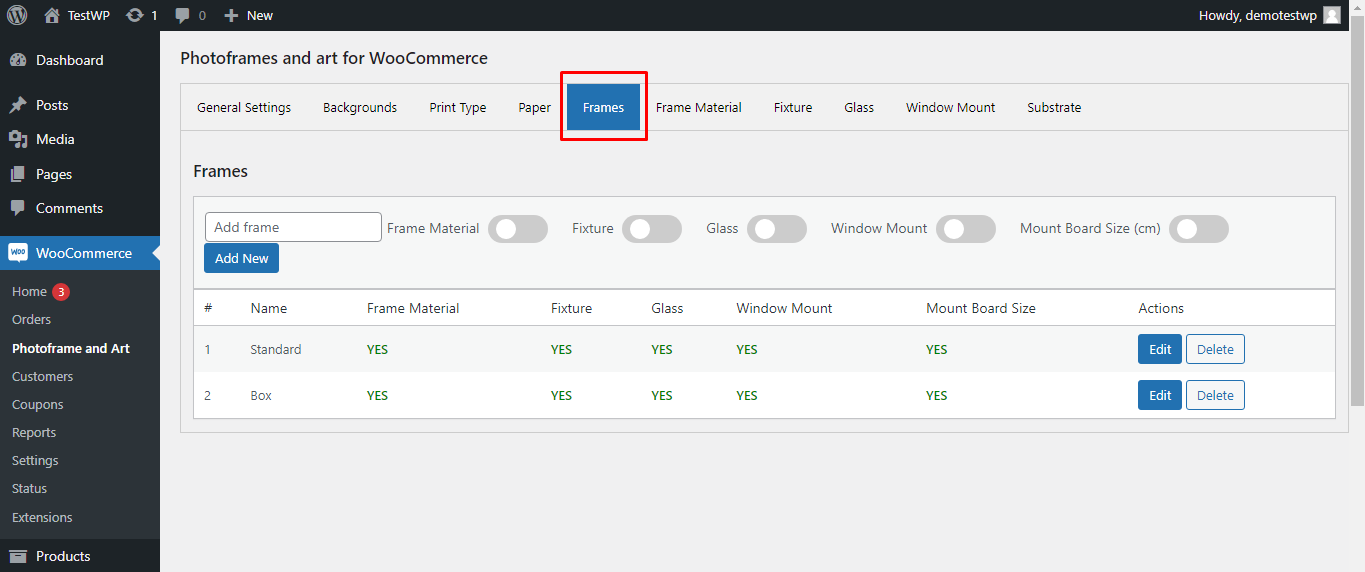 TestWP 1 0 New Howdy, demotestwp
Dashboard
Posts
Media
Pages
Comments
Woo WooCommerce
Home 3
Orders
Photoframe and Art
Customers
Coupons
Reports
Settings
Status
Extensions
Products
Photoframes and art for WooCommerce
General Settings Backgrounds Print Type Paper Frames Frame Material Fixture Glass Window Mount Substrate
Frames
Add frame Frame Material Fixture Glass Window Mount Mount Board Size (cm)
Add New
# Name Frame Material Fixture Glass Window Mount Mount Board Size Actions
1 Standard YES YES YES YES YES Edit Delete
2 Box YES YES YES YES YES Edit Delete